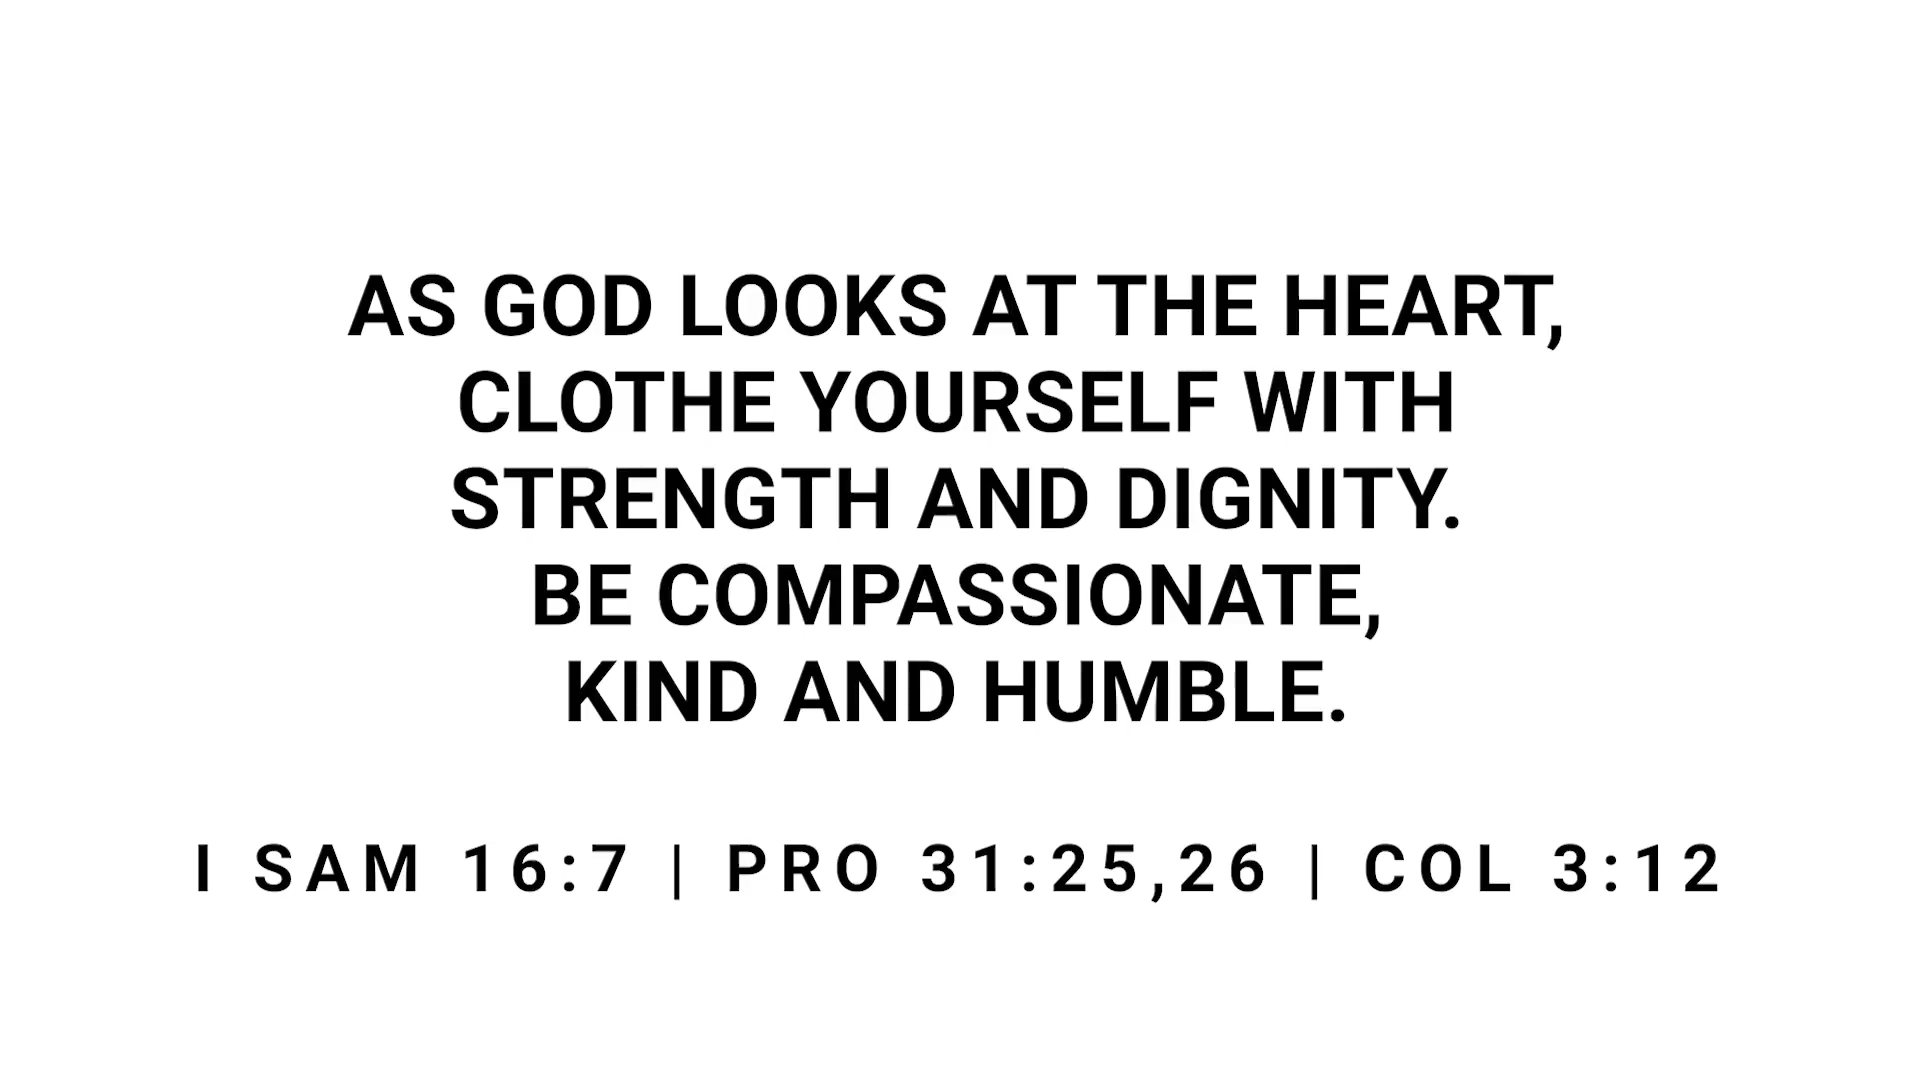 AS GOD LOOKS AT THE HEART,
CLOTHE YOURSELF WITH
STRENGTH AND DIGNITY.
BE COMPASSIONATE,
KIND AND HUMBLE.
I SAM 16:7 | PRO 31:25,26 | COL 3:12